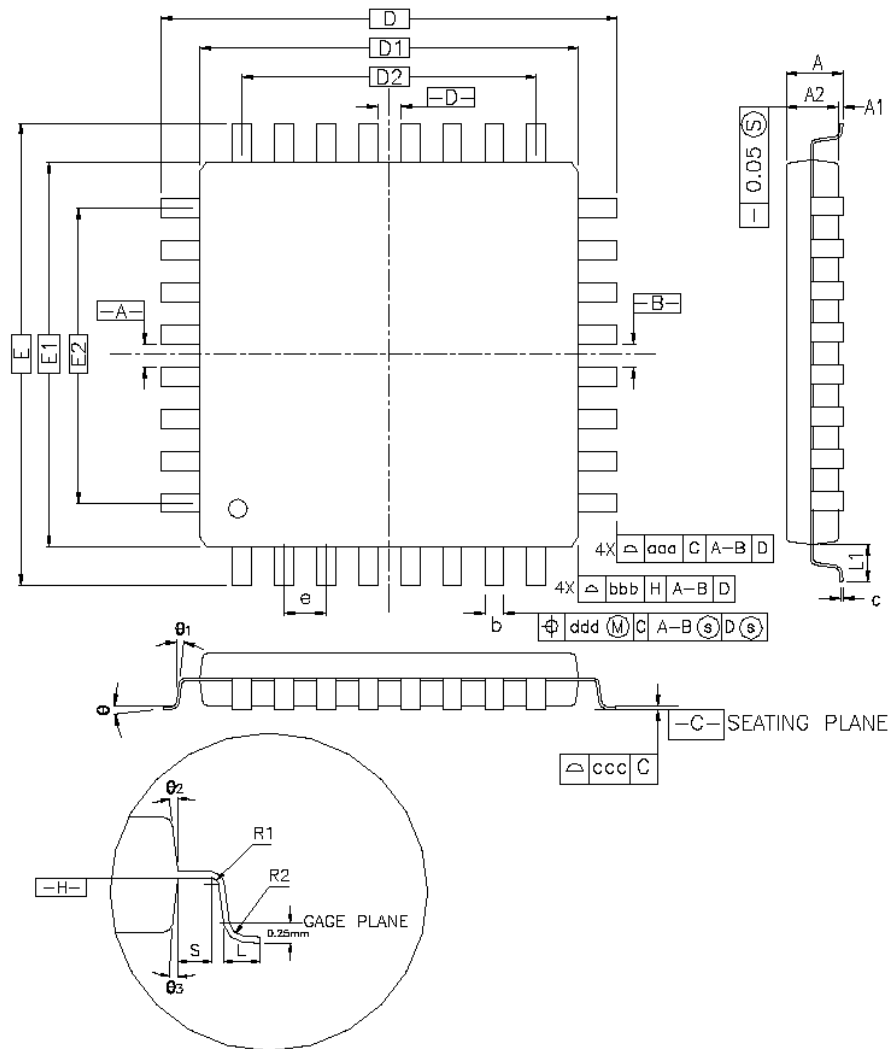 D
D1
D2
-D-
A
A2
A1
- 0.05 S
-A-
-B-
E
E1
E2
4X aaa C A-B D
4X bbb H A-B D
e
b
ddd M C A-B S D S
L1
c
θ1
θ
-C- SEATING PLANE
ccc C
θ2
R1
R2
-H-
GAGE PLANE
0.25mm
S
L
θ3